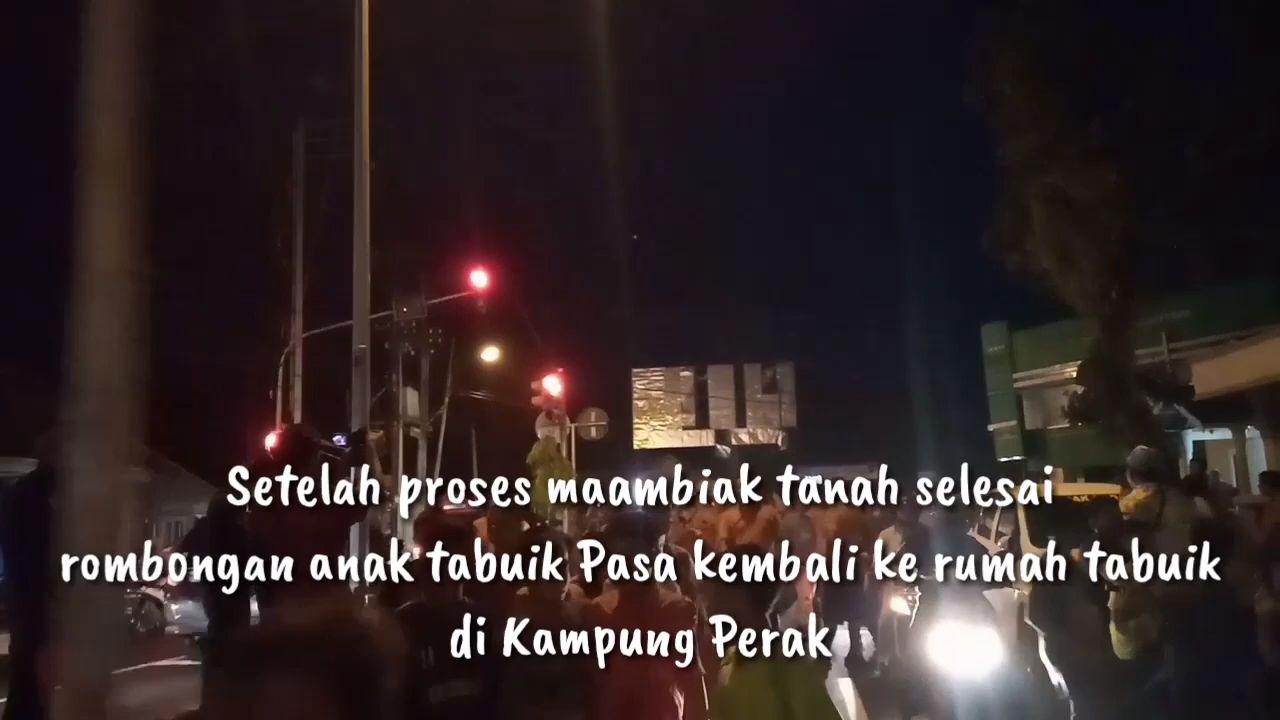 Setelah proses maambiak tanah selesai
rombongan anak tabuik Pasa kembali ke rumah tabuik
di Kampung Perak